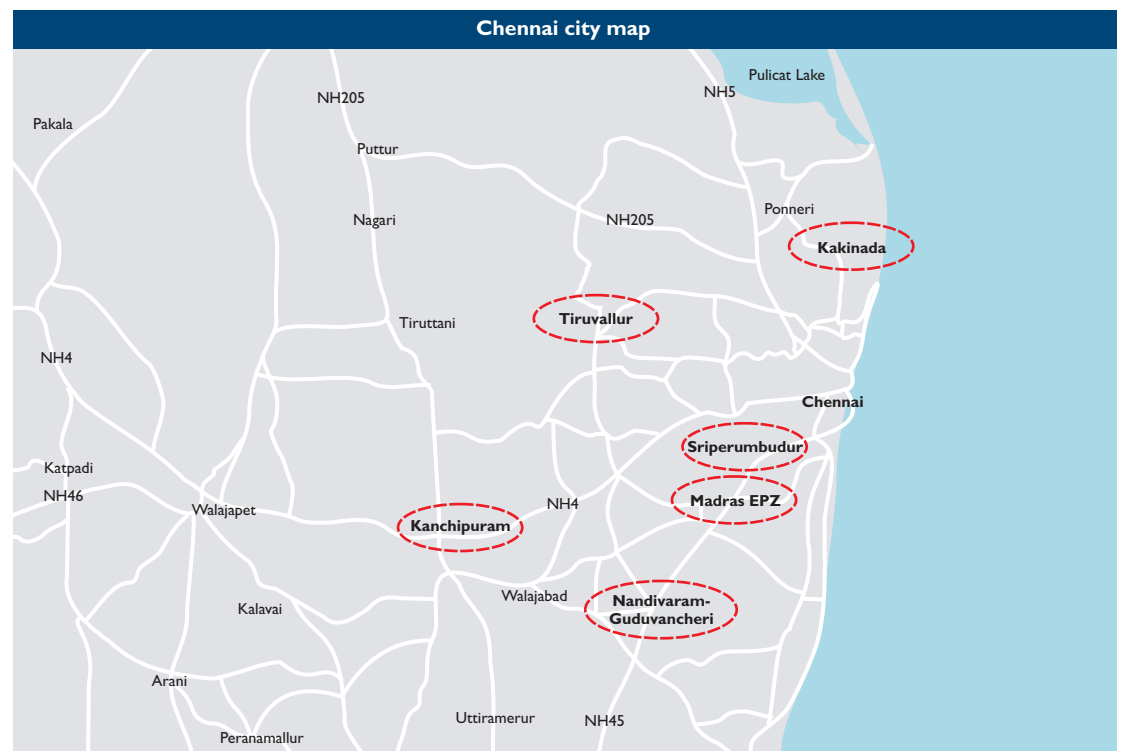 Chennai city map
Pulicat Lake
NH5
NH205
Pakala
Puttur
Ponneri
Nagari
NH205
Kakinada
Tiruvallur
Tiruttani
NH4
Chennai
Sriperumbudur
Katpadi
NH46
Madras EPZ
NH4
Walajapet
Kanchipuram
Walajabad
Nandivaram-
Guduvancheri
Kalavai
Arani
Uttiramerur
NH45
Peranamallur